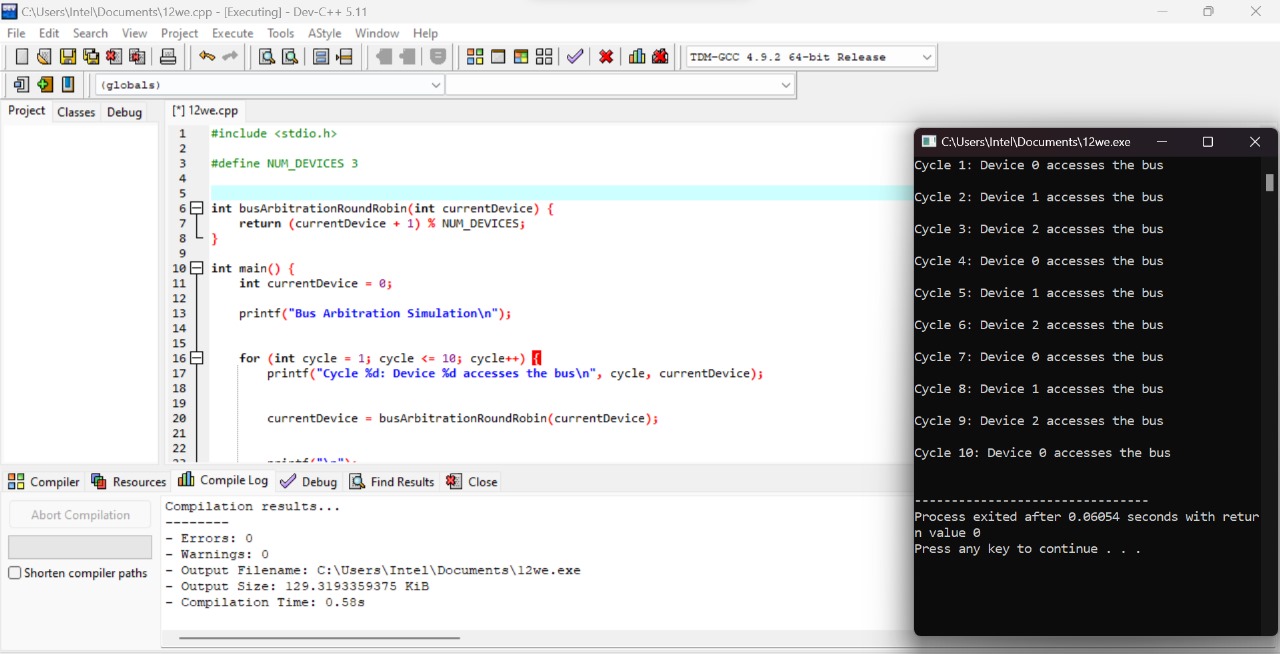 C:\Users\Intel\Documents\12we.cpp - [Executing] - Dev-C++ 5.11
File Edit Search View Project Execute Tools AStyle Window Help
TDM-GCC 4.9.2 64-bit Release
(globals)
Project Classes Debug
[*] 12we.cpp
1 #include <stdio.h>
2
3 #define NUM_DEVICES 3
4
5
6 int busArbitrationRoundRobin(int currentDevice) {
7 return (currentDevice + 1) % NUM_DEVICES;
8 }
9
10 int main() {
11 int currentDevice = 0;
12
13 printf("Bus Arbitration Simulation\n");
14
15
16 for (int cycle = 1; cycle <= 10; cycle++) {
17 printf("Cycle %d: Device %d accesses the bus\n", cycle, currentDevice);
18
19
20 currentDevice = busArbitrationRoundRobin(currentDevice);
21
22
23 printf("\n");
Compiler Resources Compile Log Debug Find Results Close
Abort Compilation
Shorten compiler paths
Compilation results...
--------
- Errors: 0
- Warnings: 0
- Output Filename: C:\Users\Intel\Documents\12we.exe
- Output Size: 129.3193359375 KiB
- Compilation Time: 0.58s
C:\Users\Intel\Documents\12we.exe
Cycle 1: Device 0 accesses the bus
Cycle 2: Device 1 accesses the bus
Cycle 3: Device 2 accesses the bus
Cycle 4: Device 0 accesses the bus
Cycle 5: Device 1 accesses the bus
Cycle 6: Device 2 accesses the bus
Cycle 7: Device 0 accesses the bus
Cycle 8: Device 1 accesses the bus
Cycle 9: Device 2 accesses the bus
Cycle 10: Device 0 accesses the bus
--------------------------------
Process exited after 0.06054 seconds with retur
n value 0
Press any key to continue . . .